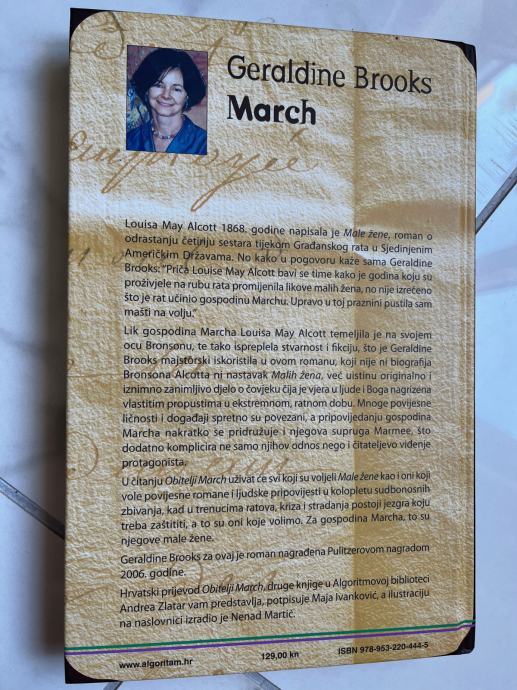 Geraldine Brooks
March
Louisa May Alcott 1868. godine napisala je Male žene, roman o
odrastanju četiriju sestara tijekom Građanskog rata u Sjedinjenim
Američkim Državama. No kako u pogovoru kaže sama Geraldine
Brooks: "Priča Louise May Alcott bavi se time kako je godina koju su
proživjele na rubu rata promijenila likove malih žena, no nije izrečeno
što je rat učinio gospodinu Marchu. Upravo u toj praznini pustila sam
mašti na volju."
Lik gospodina Marcha Louisa May Alcott temeljila je na svojem
ocu Bronsonu, te tako ispreplela stvarnost i fikciju, što je Geraldine
Brooks majstorski iskoristila u ovom romanu, koji nije ni biografija
Bronsona Alcotta ni nastavak Malih žena, već uistinu originalno i
iznimno zanimljivo djelo o čovjeku čija je vjera u ljude i Boga nagrizena
vlastitim propustima u ekstremnom, ratnom dobu. Mnoge povijesne
ličnosti i događaji spretno su povezani, a pripovijedanju gospodina
Marcha nakratko se pridružuje i njegova supruga Marmee, što
dodatno komplicira ne samo njihov odnos nego i čitateljevo viđenje
protagonista.
U čitanju Obitelji March uživat će svi koji su voljeli Male žene kao i oni koji
vole povijesne romane i ljudske pripovijesti u kolopletu sudbonosnih
zbivanja, kad u trenucima ratova, kriza i stradanja postoji jezgra koju
treba zaštititi, a to su oni koje volimo. Za gospodina Marcha, to su
njegove male žene.
Geraldine Brooks za ovaj je roman nagrađena Pulitzerovom nagradom
2006. godine.
Hrvatski prijevod Obitelji March, druge knjige u Algoritmovoj biblioteci
Andrea Zlatar vam predstavlja, potpisuje Maja Ivanković, a ilustraciju
na naslovnici izradio je Nenad Martić.
www.algoritam.hr 129,00 kn ISBN 978-953-220-444-5